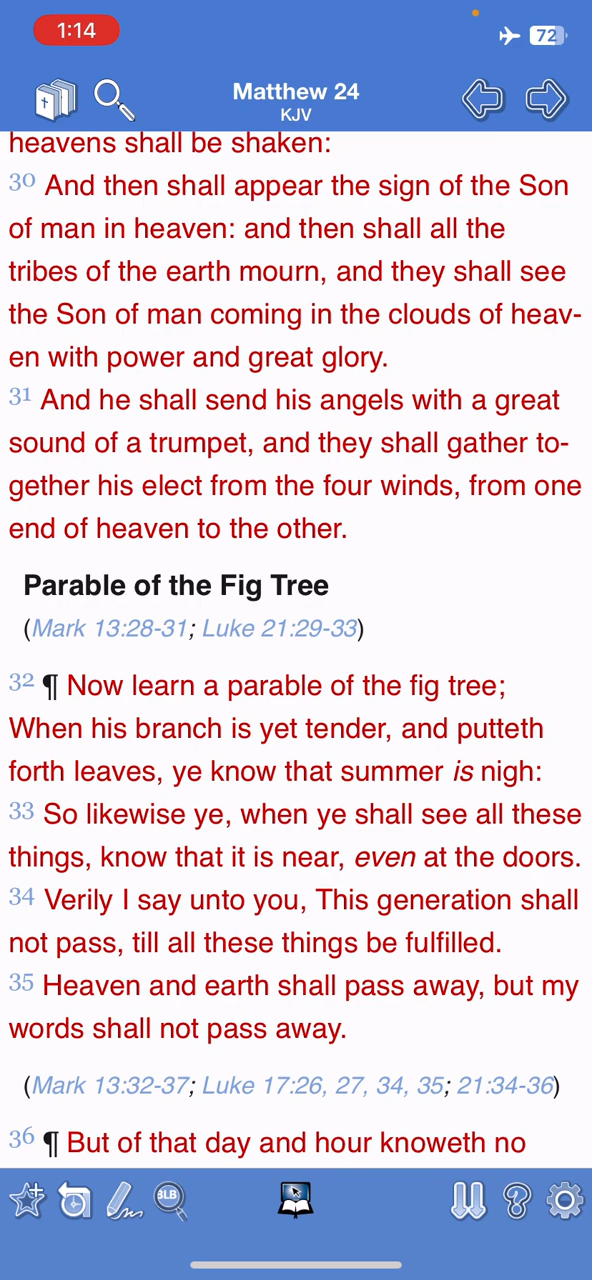 1:14
72
Matthew 24
KJV
heavens shall be shaken:
30 And then shall appear the sign of the Son
of man in heaven: and then shall all the
tribes of the earth mourn, and they shall see
the Son of man coming in the clouds of heav-
en with power and great glory.
31 And he shall send his angels with a great
sound of a trumpet, and they shall gather to-
gether his elect from the four winds, from one
end of heaven to the other.
Parable of the Fig Tree
(Mark 13:28-31; Luke 21:29-33)
32 ¶ Now learn a parable of the fig tree;
When his branch is yet tender, and putteth
forth leaves, ye know that summer is nigh:
33 So likewise ye, when ye shall see all these
things, know that it is near, even at the doors.
34 Verily I say unto you, This generation shall
not pass, till all these things be fulfilled.
35 Heaven and earth shall pass away, but my
words shall not pass away.
(Mark 13:32-37; Luke 17:26, 27, 34, 35; 21:34-36)
36 ¶ But of that day and hour knoweth no
BLB